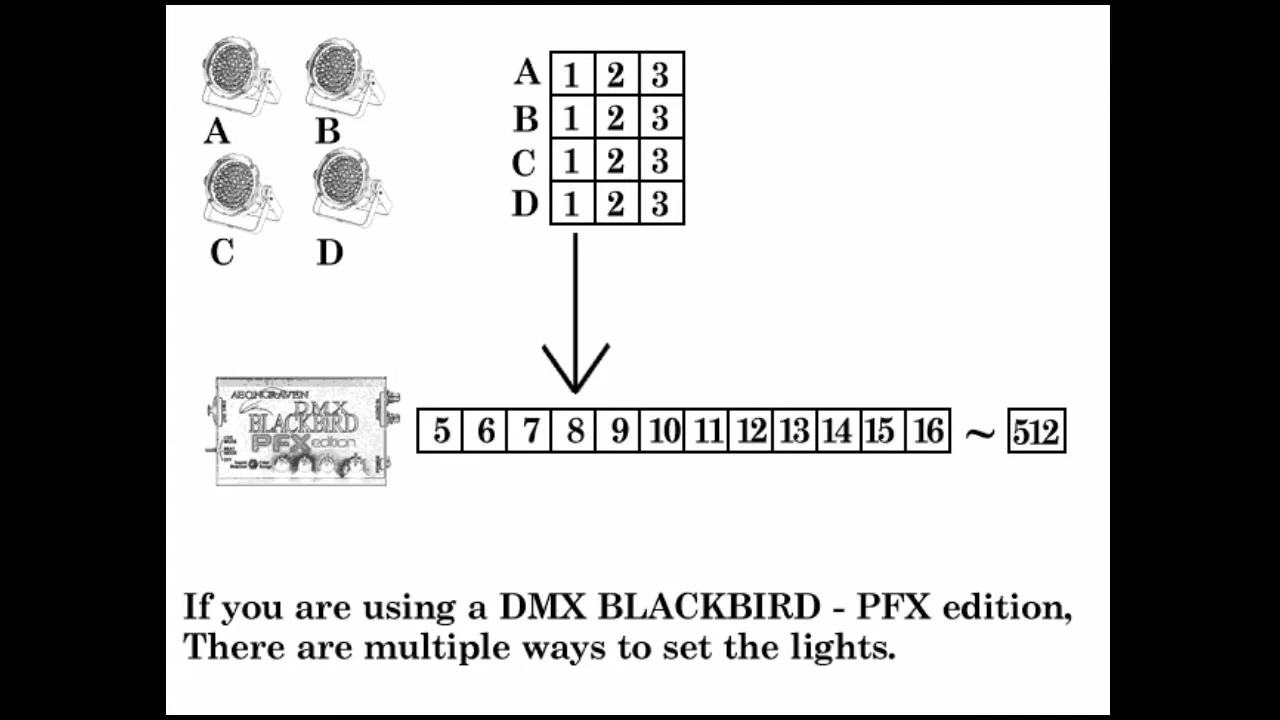 A 1 2 3
B 1 2 3
C 1 2 3
D 1 2 3
A B
C D
AEON CRAVEN
DMX
BLACKBIRD
PFX edition
5 6 7 8 9 10 11 12 13 14 15 16 ~ 512
If you are using a DMX BLACKBIRD - PFX edition,
There are multiple ways to set the lights.